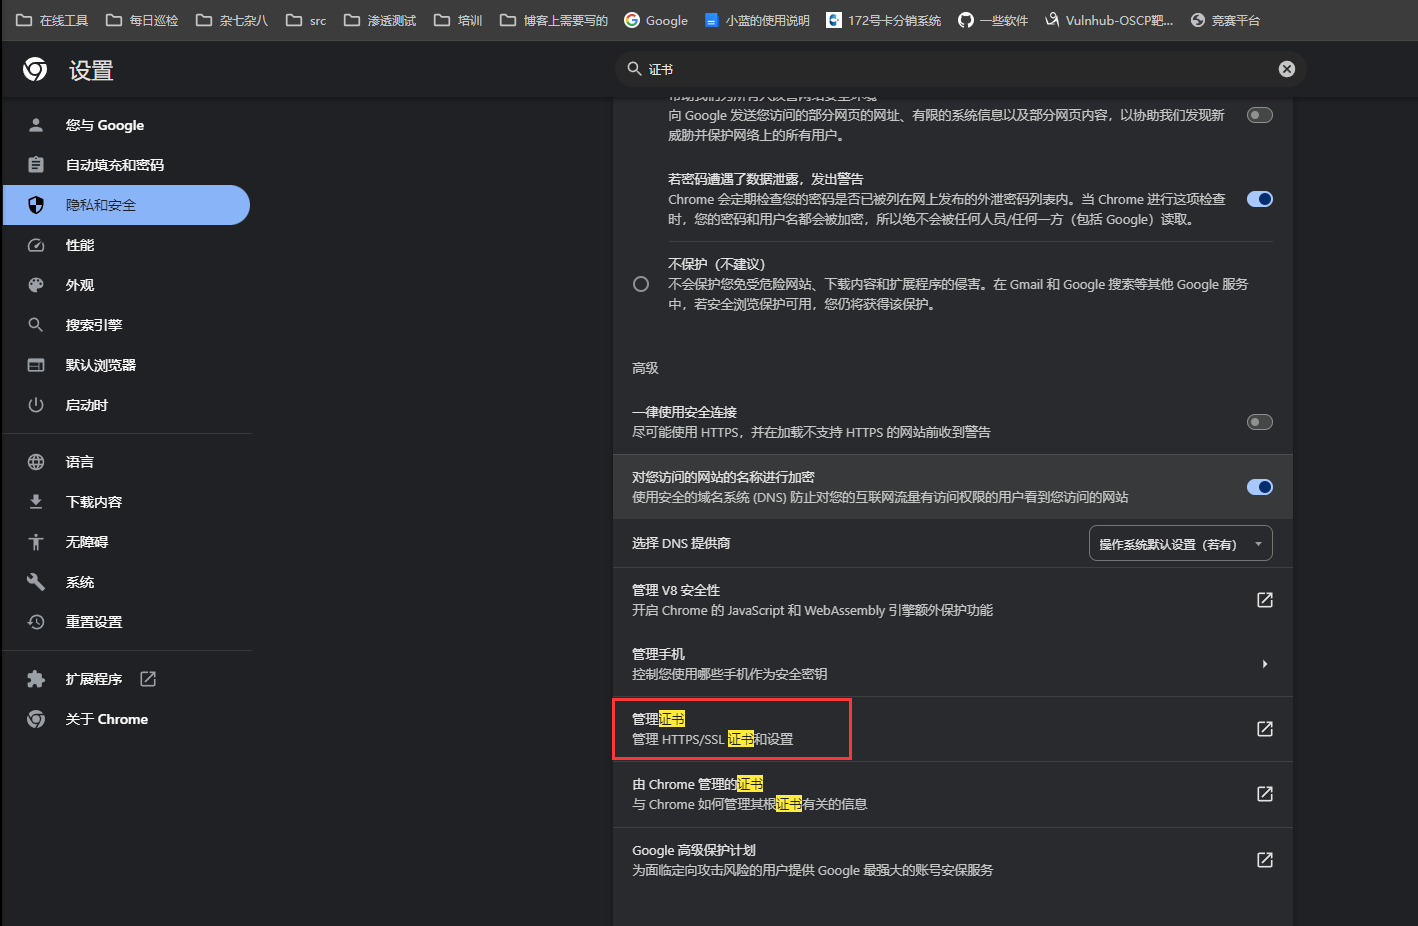 在线工具
每日巡检
杂七杂八
src
渗透测试
培训
博客上需要写的
Google
小蓝的使用说明
172号卡分销系统
一些软件
Vulnhub-OSCP靶...
竞赛平台
设置
证书
您与 Google
自动填充和密码
隐私和安全
性能
外观
搜索引擎
默认浏览器
启动时
语言
下载内容
无障碍
系统
重置设置
扩展程序
关于 Chrome
向 Google 发送您访问的部分网页的网址、有限的系统信息以及部分网页内容，以协助我们发现新
威胁并保护网络上的所有用户。
若密码遭遇了数据泄露，发出警告
Chrome 会定期检查您的密码是否已被列在网上发布的外泄密码列表内。当 Chrome 进行这项检查
时，您的密码和用户名都会被加密，所以绝不会被任何人员/任何一方（包括 Google）读取。
不保护（不建议）
不会保护您免受危险网站、下载内容和扩展程序的侵害。在 Gmail 和 Google 搜索等其他 Google 服务
中，若安全浏览保护可用，您仍将获得该保护。
高级
一律使用安全连接
尽可能使用 HTTPS，并在加载不支持 HTTPS 的网站前收到警告
对您访问的网站的名称进行加密
使用安全的域名系统 (DNS) 防止对您的互联网流量有访问权限的用户看到您访问的网站
选择 DNS 提供商
操作系统默认设置（若有）
管理 V8 安全性
开启 Chrome 的 JavaScript 和 WebAssembly 引擎额外保护功能
管理手机
控制您使用哪些手机作为安全密钥
管理证书
管理 HTTPS/SSL 证书和设置
由 Chrome 管理的证书
与 Chrome 如何管理其根证书有关的信息
Google 高级保护计划
为面临定向攻击风险的用户提供 Google 最强大的账号安保服务